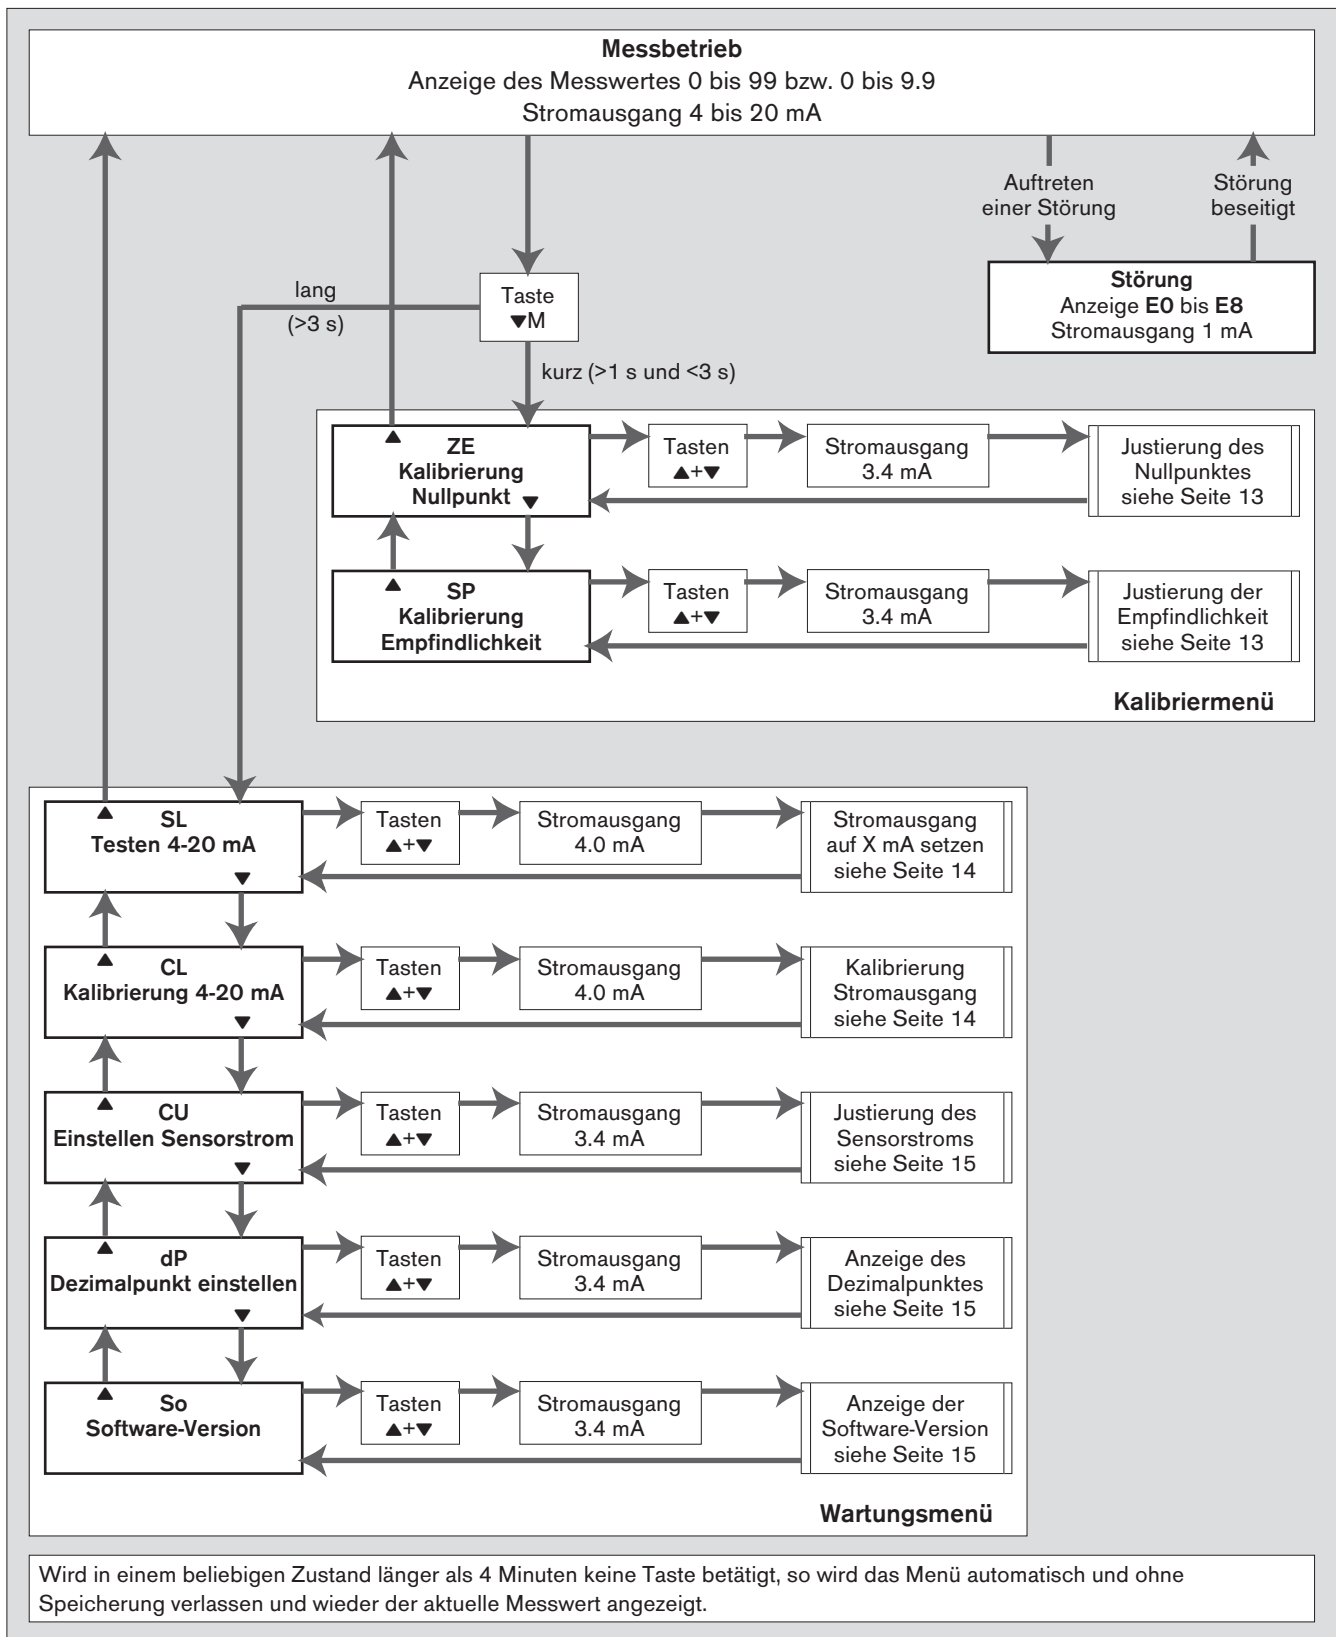 Messbetrieb
Anzeige des Messwertes 0 bis 99 bzw. 0 bis 9.9
Stromausgang 4 bis 20 mA
Auftreten
einer Störung
Störung
beseitigt
Störung
Anzeige E0 bis E8
Stromausgang 1 mA
Taste
▼M
lang
(>3 s)
kurz (>1 s und <3 s)
▲
ZE
Kalibrierung
Nullpunkt ▼
Tasten
▲+▼
Stromausgang
3.4 mA
Justierung des
Nullpunktes
siehe Seite 13
▲
SP
Kalibrierung
Empfindlichkeit
Tasten
▲+▼
Stromausgang
3.4 mA
Justierung der
Empfindlichkeit
siehe Seite 13
Kalibriermenü
▲
SL
Testen 4-20 mA
▼
Tasten
▲+▼
Stromausgang
4.0 mA
Stromausgang
auf X mA setzen
siehe Seite 14
▲
CL
Kalibrierung 4-20 mA
▼
Tasten
▲+▼
Stromausgang
4.0 mA
Kalibrierung
Stromausgang
siehe Seite 14
▲
CU
Einstellen Sensorstrom
▼
Tasten
▲+▼
Stromausgang
3.4 mA
Justierung des
Sensorstroms
siehe Seite 15
▲
dP
Dezimalpunkt einstellen
▼
Tasten
▲+▼
Stromausgang
3.4 mA
Anzeige des
Dezimalpunktes
siehe Seite 15
▲
So
Software-Version
Tasten
▲+▼
Stromausgang
3.4 mA
Anzeige der
Software-Version
siehe Seite 15
Wartungsmenü
Wird in einem beliebigen Zustand länger als 4 Minuten keine Taste betätigt, so wird das Menü automatisch und ohne
Speicherung verlassen und wieder der aktuelle Messwert angezeigt.